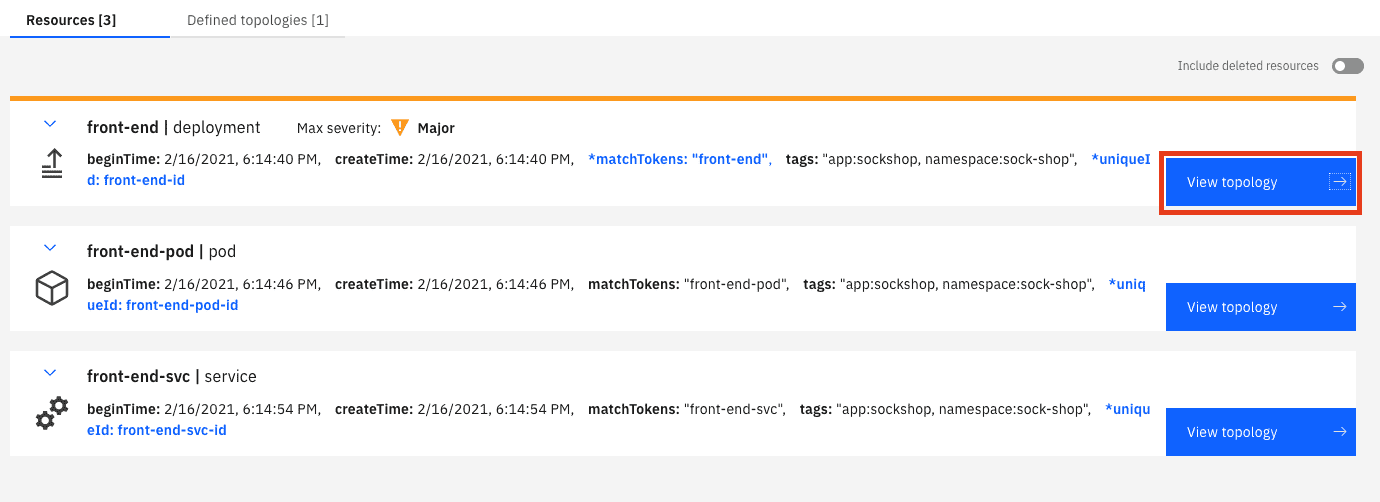 Resources [3] Defined topologies [1]
Include deleted resources
front-end | deployment Max severity: Major
beginTime: 2/16/2021, 6:14:40 PM, createTime: 2/16/2021, 6:14:40 PM, *matchTokens: "front-end", tags: "app:sockshop, namespace:sock-shop", *uniqueI
d: front-end-id
View topology
front-end-pod | pod
beginTime: 2/16/2021, 6:14:46 PM, createTime: 2/16/2021, 6:14:46 PM, matchTokens: "front-end-pod", tags: "app:sockshop, namespace:sock-shop", *uniq
ueId: front-end-pod-id
View topology
front-end-svc | service
beginTime: 2/16/2021, 6:14:54 PM, createTime: 2/16/2021, 6:14:54 PM, matchTokens: "front-end-svc", tags: "app:sockshop, namespace:sock-shop", *uniqu
eId: front-end-svc-id
View topology